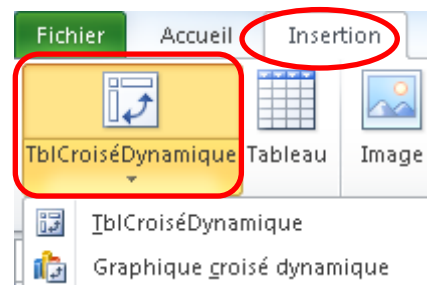 Fichier Accueil Insertion
TblCroiséDynamique Tableau Image
TblCroiséDynamique
Graphique croisé dynamique